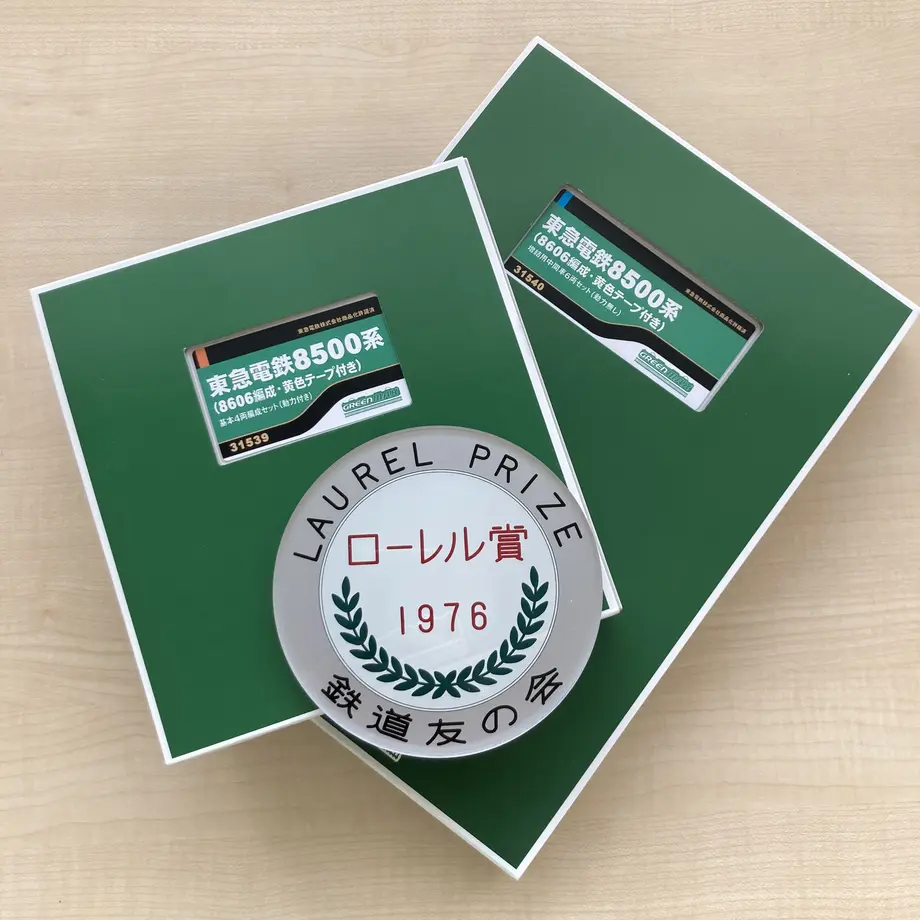 東急電鉄株式会社商品化許諾済
東急電鉄8500系
(8606編成・黄色テープ付き)
基本4両編成セット(動力付き)
31539
GREENMAX
東急電鉄株式会社商品化許諾済
東急電鉄8500系
(8606編成・黄色テープ付き)
増結用中間車6両セット(動力無し)
31540
GREENMAX
LAUREL PRIZE
ローレル賞
1976
鉄道友の会